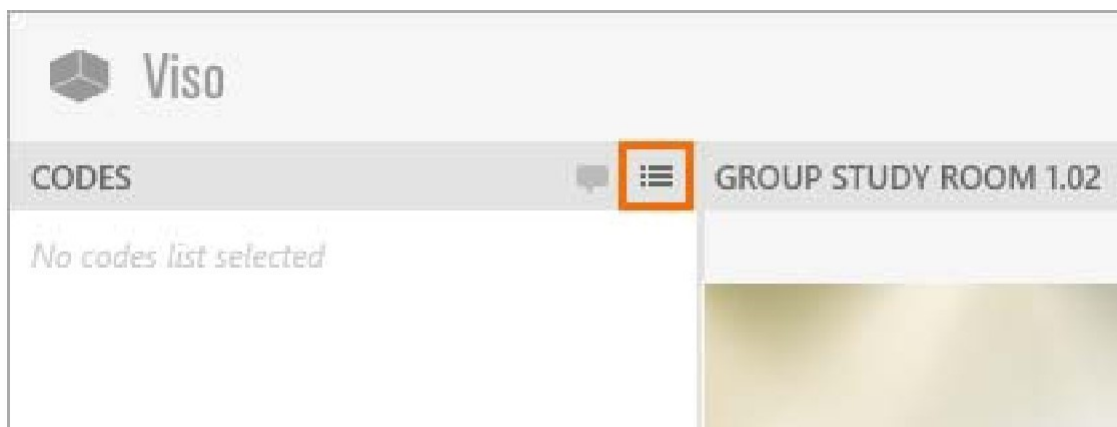 Viso
CODES
GROUP STUDY ROOM 1.02
No codes list selected